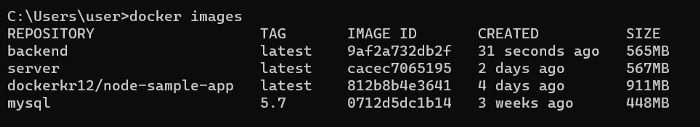 C:\Users\user>docker images
REPOSITORY TAG IMAGE ID CREATED SIZE
backend latest 9af2a732db2f 31 seconds ago 565MB
server latest cacec7065195 2 days ago 567MB
dockerkr12/node-sample-app latest 812b8b4e3641 4 days ago 911MB
mysql 5.7 0712d5dc1b14 3 weeks ago 448MB